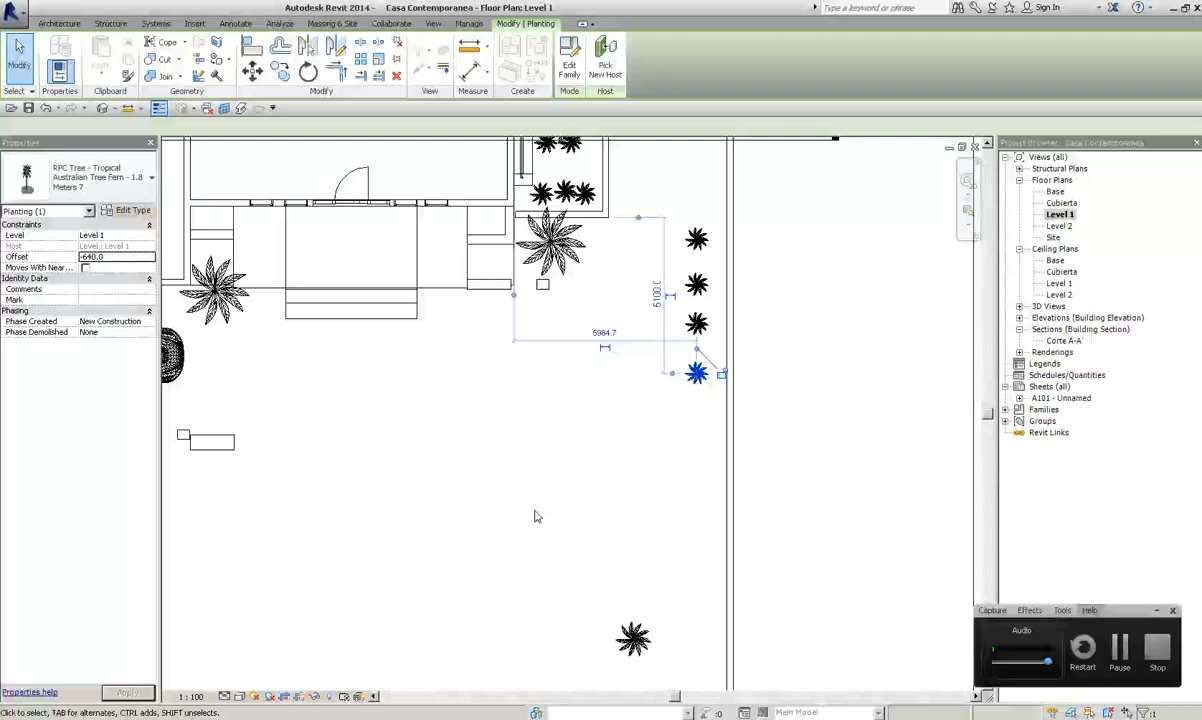 Autodesk Revit 2014 - Casa Contemporanea - Floor Plan: Level 1
Type a keyword or phrase
Sign In
Architecture Structure Systems Insert Annotate Analyze Massing & Site Collaborate View Manage Modify | Planting
Modify
Cope
Cut
Join
Edit
Family
Pick
New Host
Select Properties Clipboard Geometry Modify View Measure Create Mode Host
Properties
RPC Tree - Tropical
Australian Tree Fern - 1.8
Meters 7
Planting (1)
Edit Type
Constraints
Level Level 1
Host Level : Level 1
Offset -640.0
Moves With Near...
Identity Data
Comments
Mark
Phasing
Phase Created New Construction
Phase Demolished None
Properties help
Apply
5100.0
5984.7
Project Browser - Casa Contemporanea
Views (all)
Structural Plans
Floor Plans
Base
Cubierta
Level 1
Level 2
Site
Ceiling Plans
Base
Cubierta
Level 1
Level 2
3D Views
Elevations (Building Elevation)
Sections (Building Section)
Corte A-A'
Renderings
Legends
Schedules/Quantities
Sheets (all)
A101 - Unnamed
Families
Groups
Revit Links
Capture Effects Tools Help
Audio
Restart Pause Stop
1 : 100
Click to select, TAB for alternates, CTRL adds, SHIFT unselects.
:0
Main Model
:1